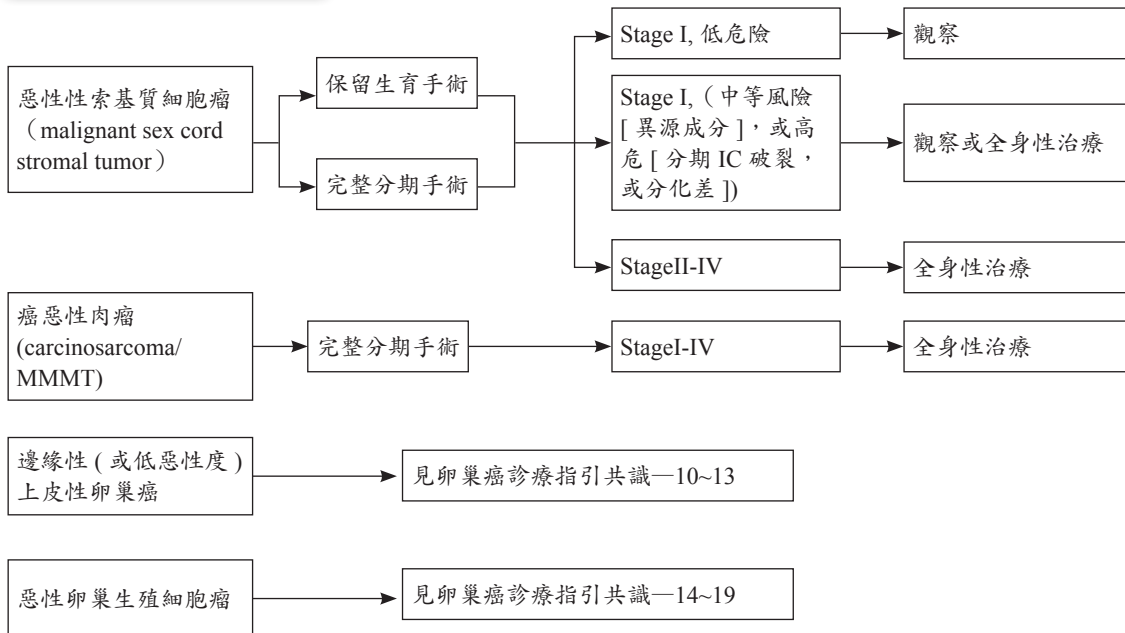 惡性性索基質細胞瘤
（malignant sex cord
stromal tumor）
保留生育手術
完整分期手術
Stage I, 低危險
觀察
Stage I,（中等風險
[ 異源成分 ]，或高
危 [ 分期 IC 破裂，
或分化差 ])
觀察或全身性治療
StageII-IV
全身性治療
癌惡性肉瘤
(carcinosarcoma/
MMMT)
完整分期手術
StageI-IV
全身性治療
邊緣性 ( 或低惡性度 )
上皮性卵巢癌
見卵巢癌診療指引共識—10~13
惡性卵巢生殖細胞瘤
見卵巢癌診療指引共識—14~19